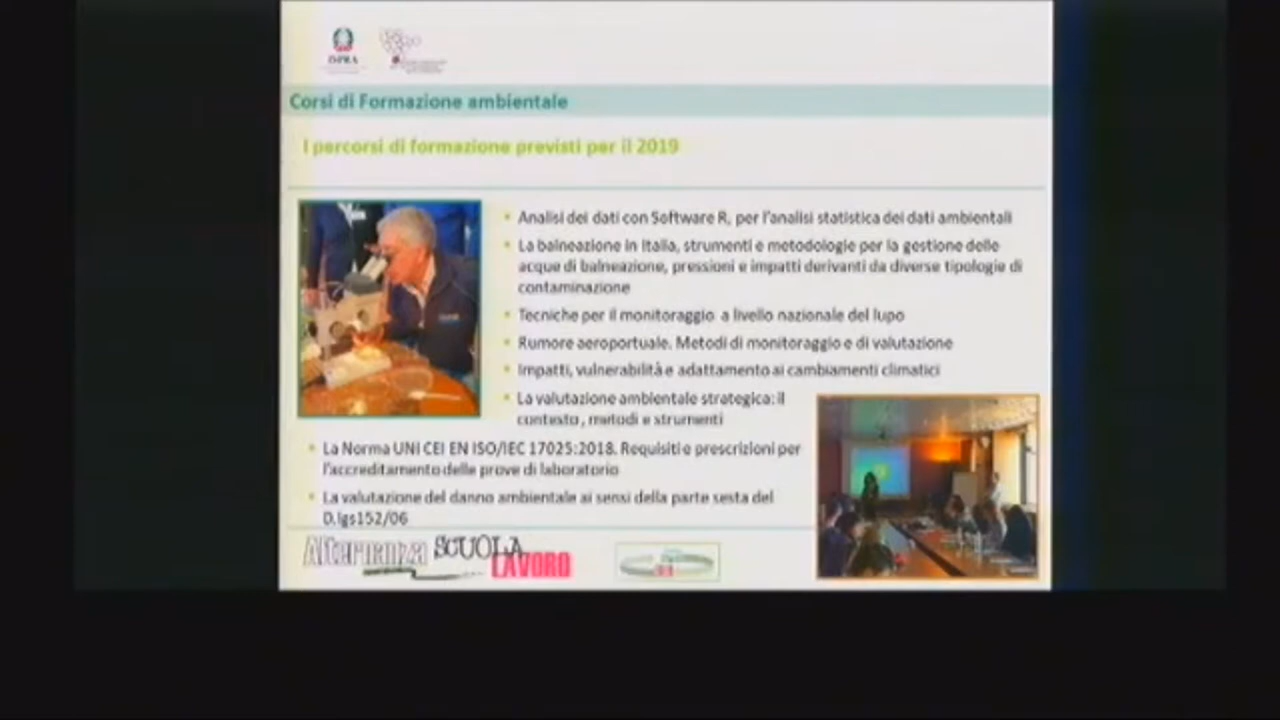 ISPRA
Corsi di Formazione ambientale
I percorsi di formazione previsti per il 2019
Analisi dei dati con Software R, per l'analisi statistica dei dati ambientali
La balneazione in Italia, strumenti e metodologie per la gestione delle
acque di balneazione, pressioni e impatti derivanti da diverse tipologie di
contaminazione
Tecniche per il monitoraggio a livello nazionale del lupo
Rumore aeroportuale. Metodi di monitoraggio e di valutazione
Impatti, vulnerabilità e adattamento ai cambiamenti climatici
La valutazione ambientale strategica: il
contesto, metodi e strumenti
La Norma UNI CEI EN ISO/IEC 17025:2018. Requisiti e prescrizioni per
l'accreditamento delle prove di laboratorio
La valutazione del danno ambientale ai sensi della parte sesta del
D.lgs152/06
Alternanza SCUOLA
LAVORO